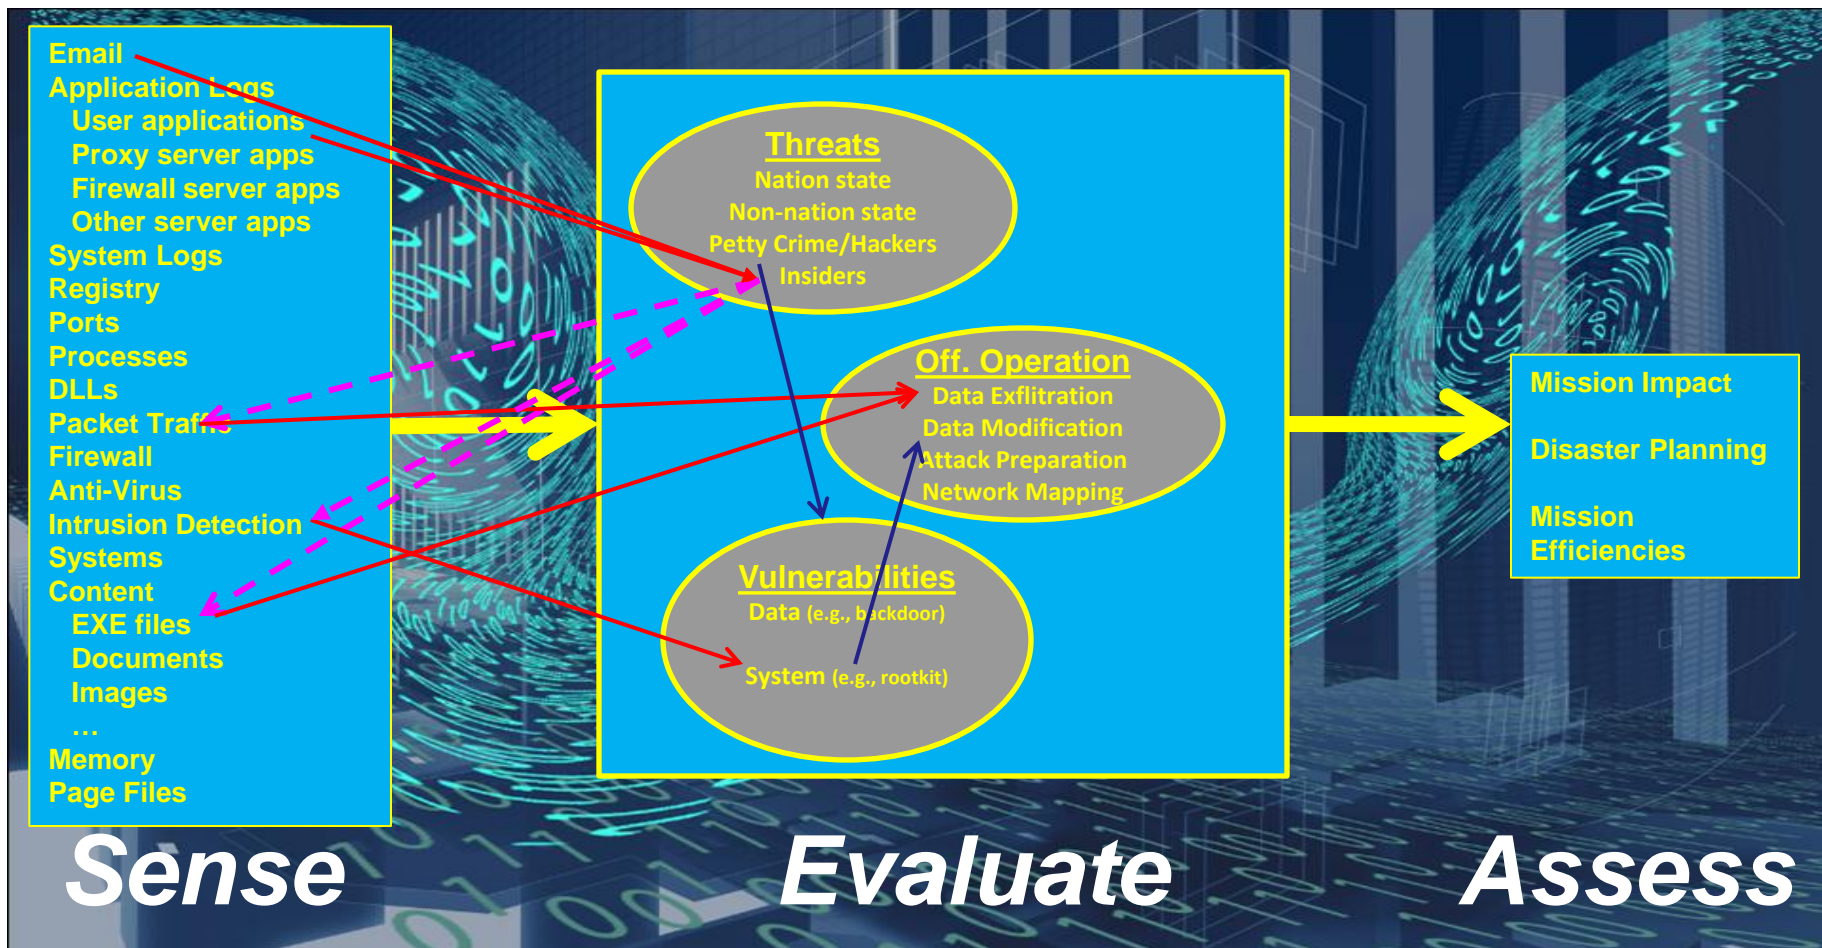 Email
Application Logs
User applications
Proxy server apps
Firewall server apps
Other server apps
System Logs
Registry
Ports
Processes
DLLs
Packet Traffic
Firewall
Anti-Virus
Intrusion Detection
Systems
Content
EXE files
Documents
Images
…
Memory
Page Files
Threats
Nation state
Non-nation state
Petty Crime/Hackers
Insiders
Off. Operation
Data Exflitration
Data Modification
Attack Preparation
Network Mapping
Vulnerabilities
Data (e.g., backdoor)
System (e.g., rootkit)
Mission Impact
Disaster Planning
Mission
Efficiencies
Sense
Evaluate
Assess